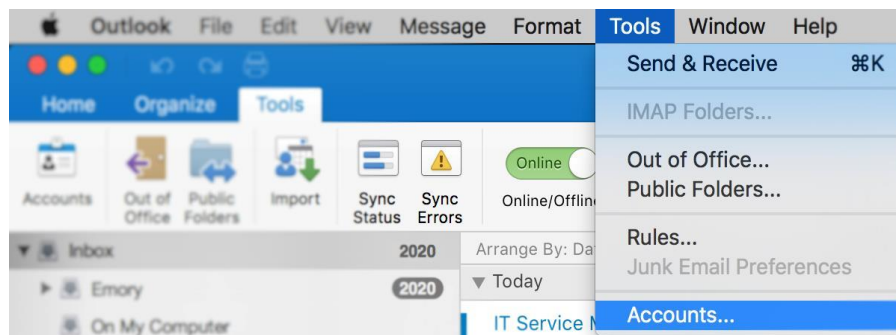 Outlook File Edit View Message Format Tools Window Help
Home Organize Tools
Accounts
Out of
Office
Public
Folders
Import
Sync
Status
Sync
Errors
Online
Online/Offline
Inbox 2020
Emory 2020
On My Computer
Arrange By: Da
Today
IT Service M
Send & Receive ⌘K
IMAP Folders...
Out of Office...
Public Folders...
Rules...
Junk Email Preferences
Accounts...